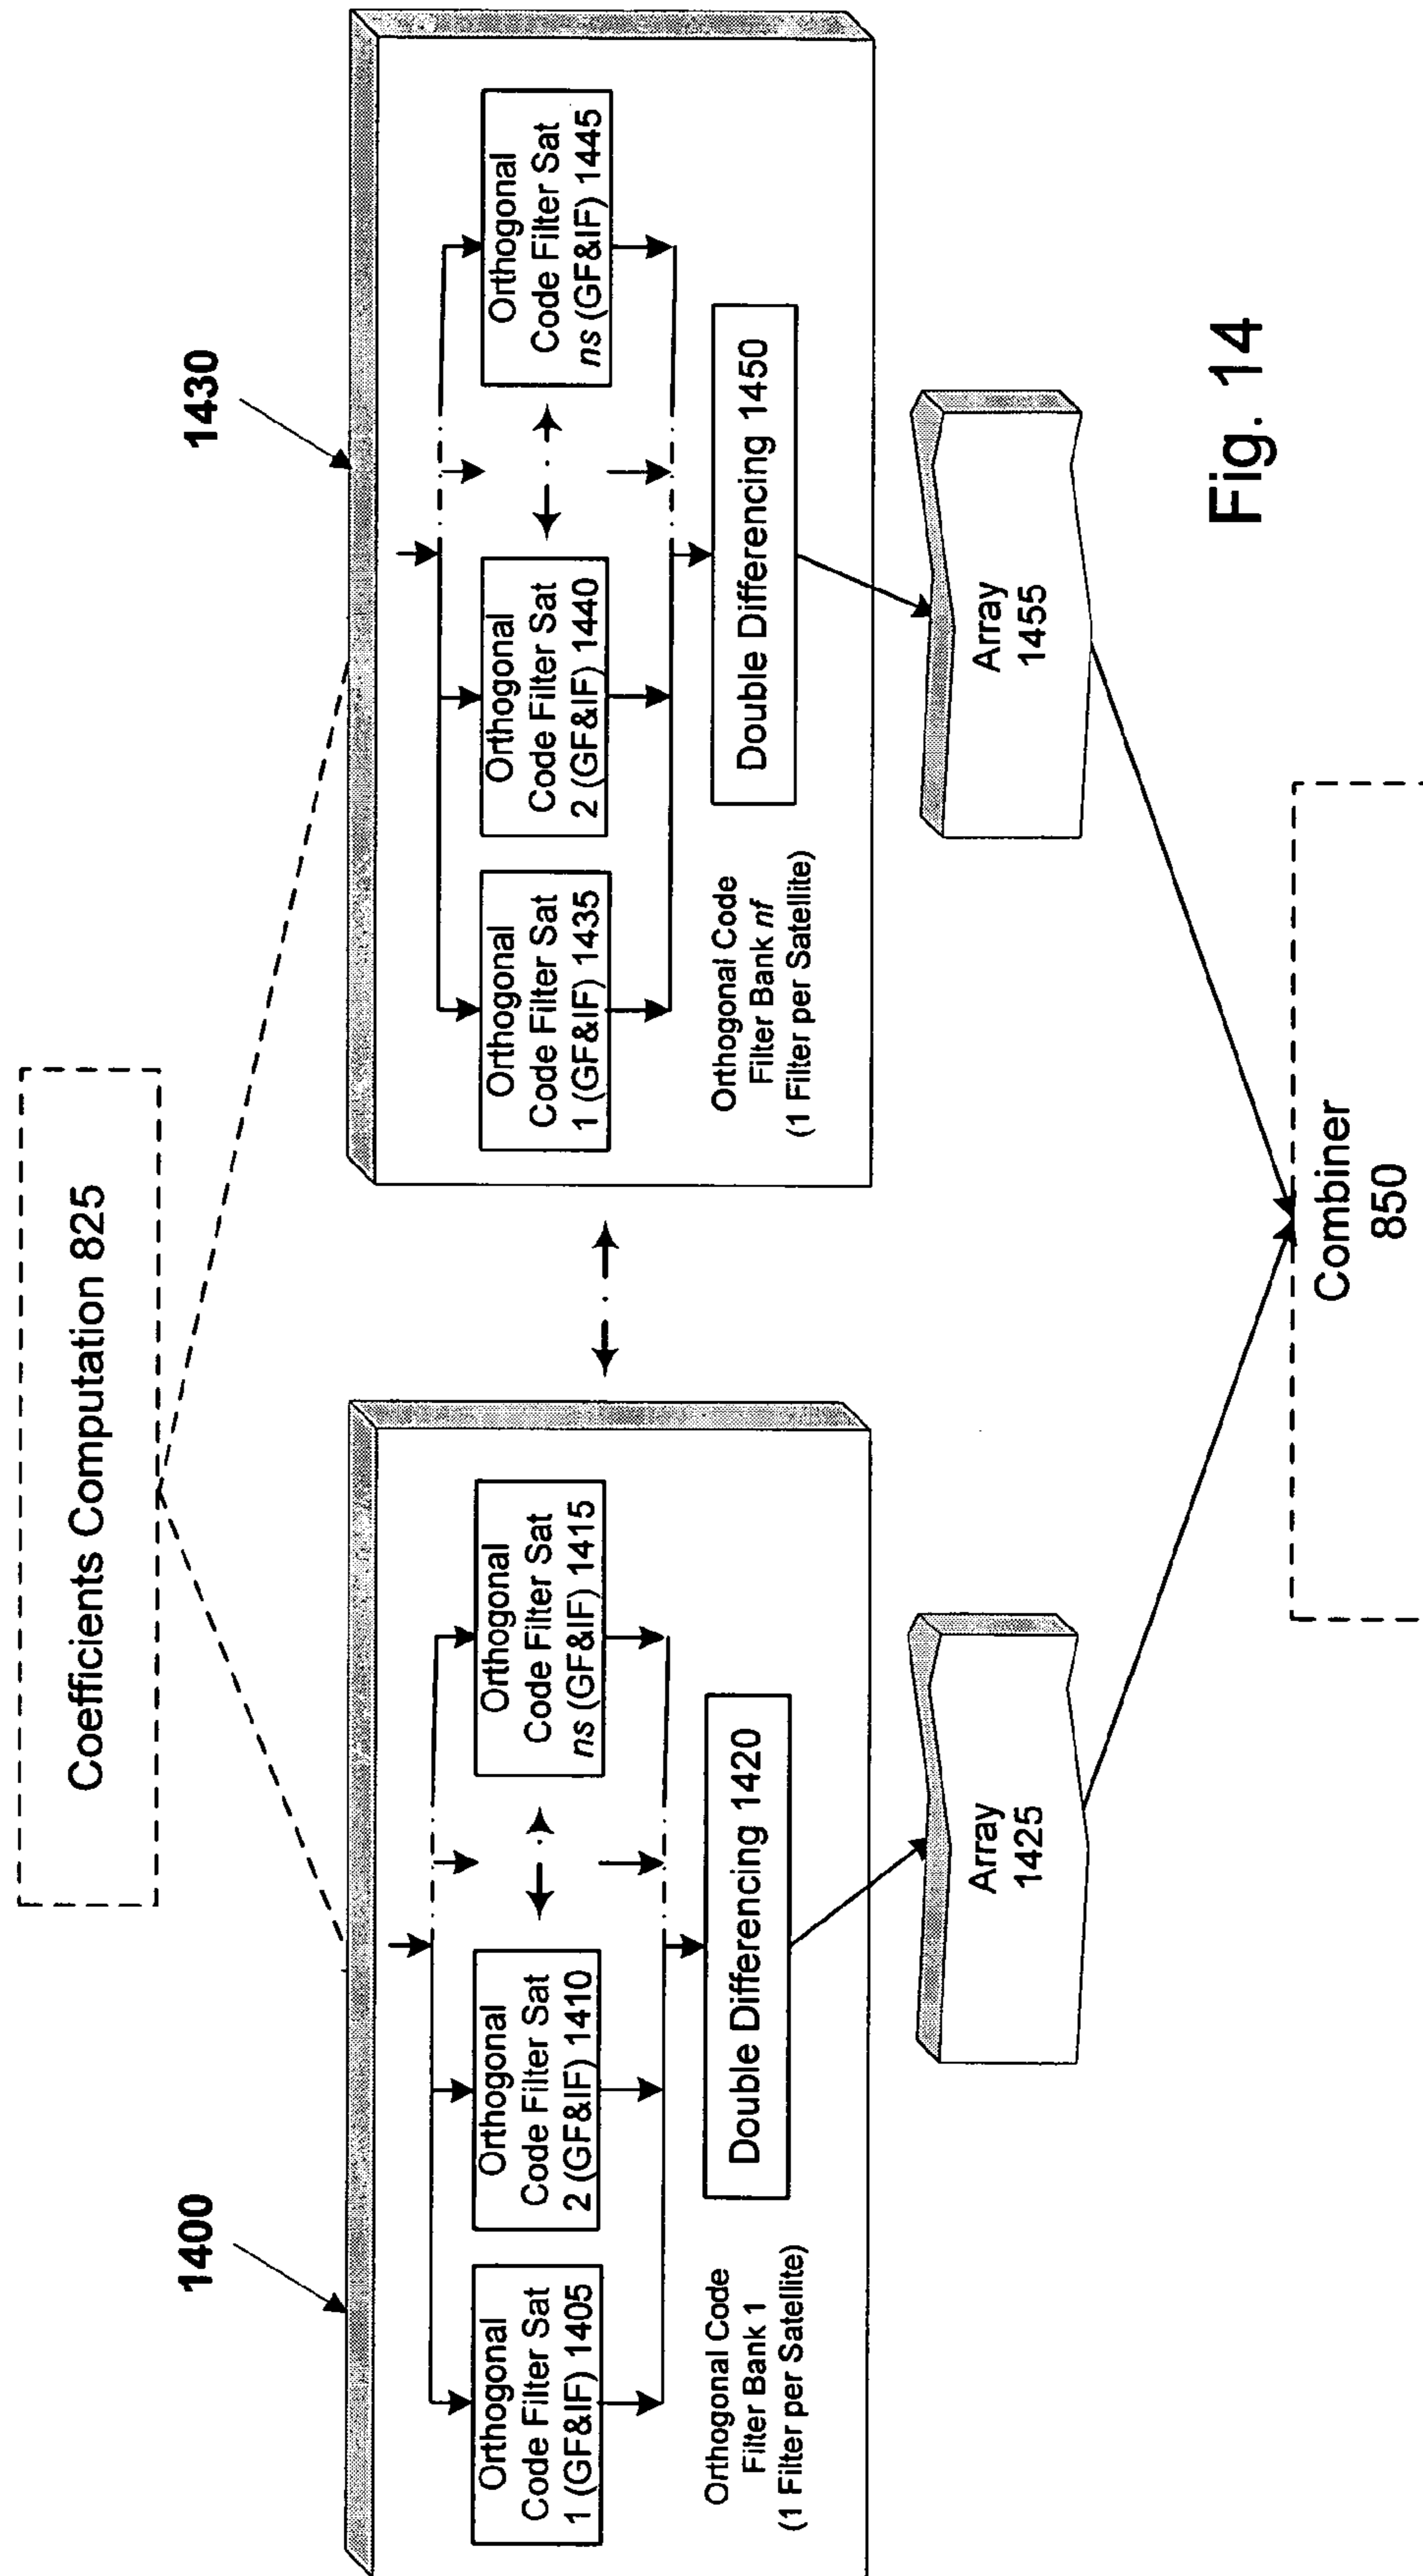 Coefficients Computation 825
1400
1430
Orthogonal
Code Filter Sat
1 (GF&IF) 1405
Orthogonal
Code Filter Sat
2 (GF&IF) 1410
Orthogonal
Code Filter Sat
ns (GF&IF) 1415
Orthogonal Code
Filter Bank 1
(1 Filter per Satellite)
Double Differencing 1420
Orthogonal
Code Filter Sat
1 (GF&IF) 1435
Orthogonal
Code Filter Sat
2 (GF&IF) 1440
Orthogonal
Code Filter Sat
ns (GF&IF) 1445
Orthogonal Code
Filter Bank nf
(1 Filter per Satellite)
Double Differencing 1450
Array
1425
Array
1455
Combiner
850
Fig. 14